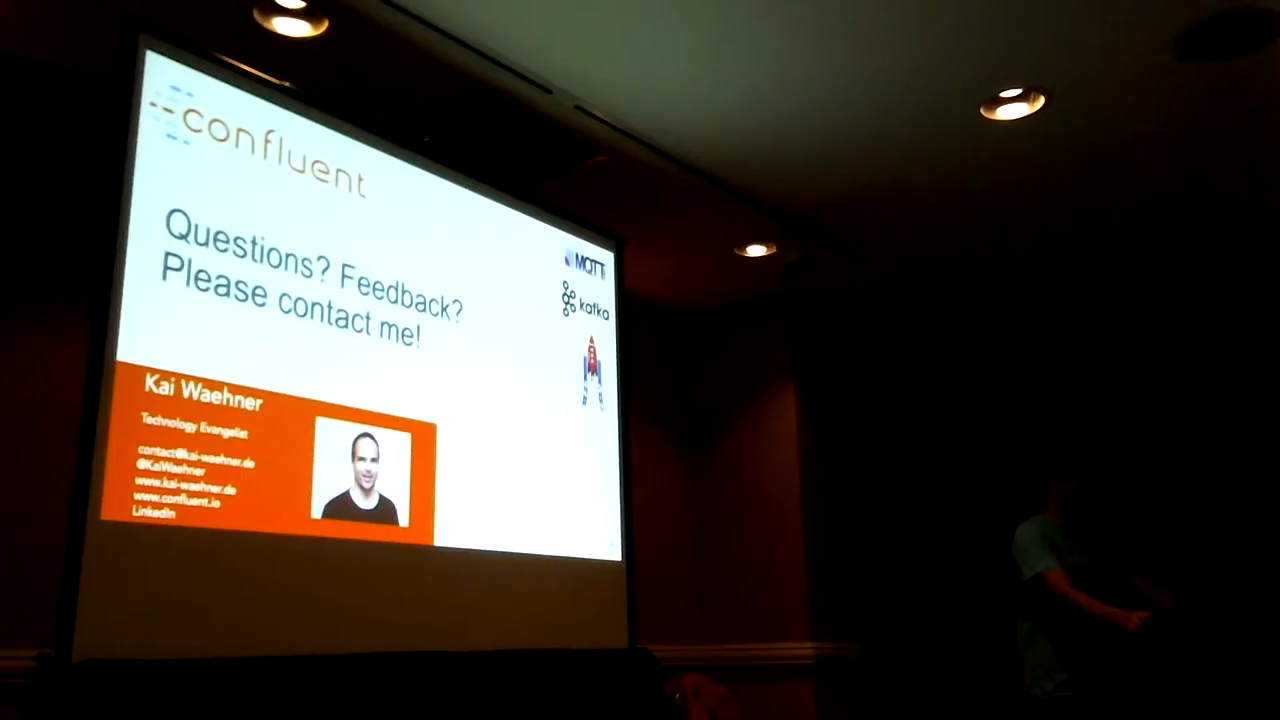 confluent
Questions? Feedback?
Please contact me!
MQTT
kafka
Kai Waehner
Technology Evangelist
contact@kai-waehner.de
@KaiWaehner
www.kai-waehner.de
www.confluent.io
LinkedIn